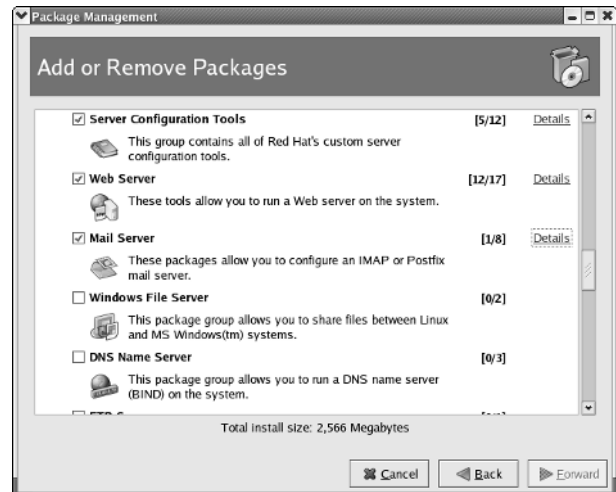 Package Management
Add or Remove Packages
Server Configuration Tools [5/12] Details
This group contains all of Red Hat's custom server
configuration tools.
Web Server [12/17] Details
These tools allow you to run a Web server on the system.
Mail Server [1/8] Details
These packages allow you to configure an IMAP or Postfix
mail server.
Windows File Server [0/2]
This package group allows you to share files between Linux
and MS Windows(tm) systems.
DNS Name Server [0/3]
This package group allows you to run a DNS name server
(BIND) on the system.
Total install size: 2,566 Megabytes
Cancel Back Forward